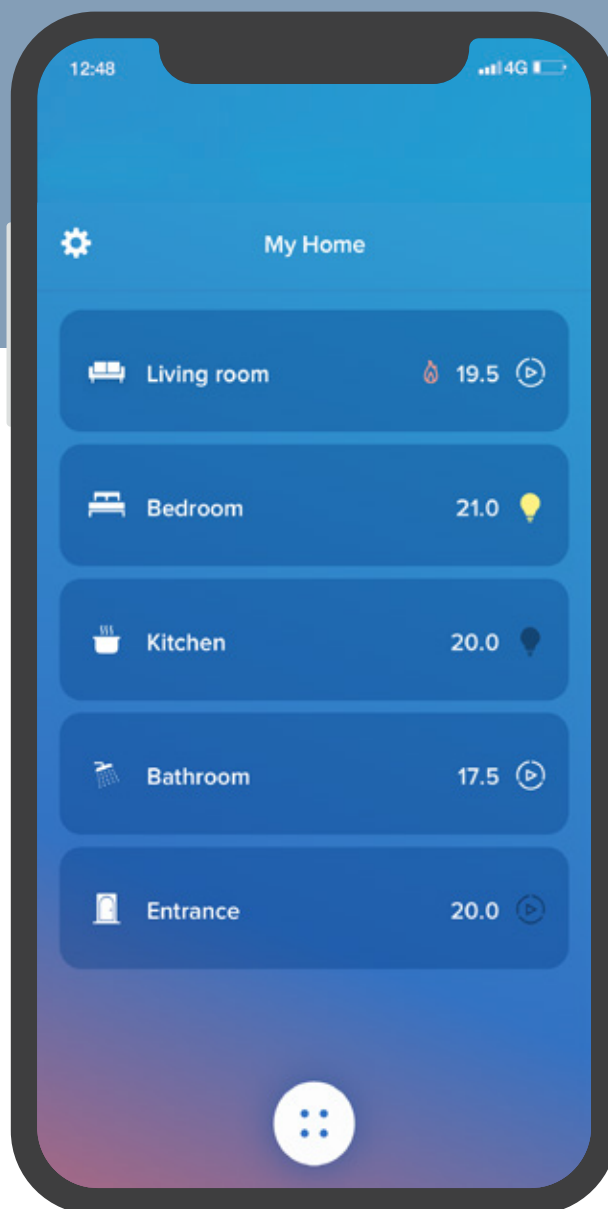 12:48 4G
My Home
Living room 19.5
Bedroom 21.0
Kitchen 20.0
Bathroom 17.5
Entrance 20.0